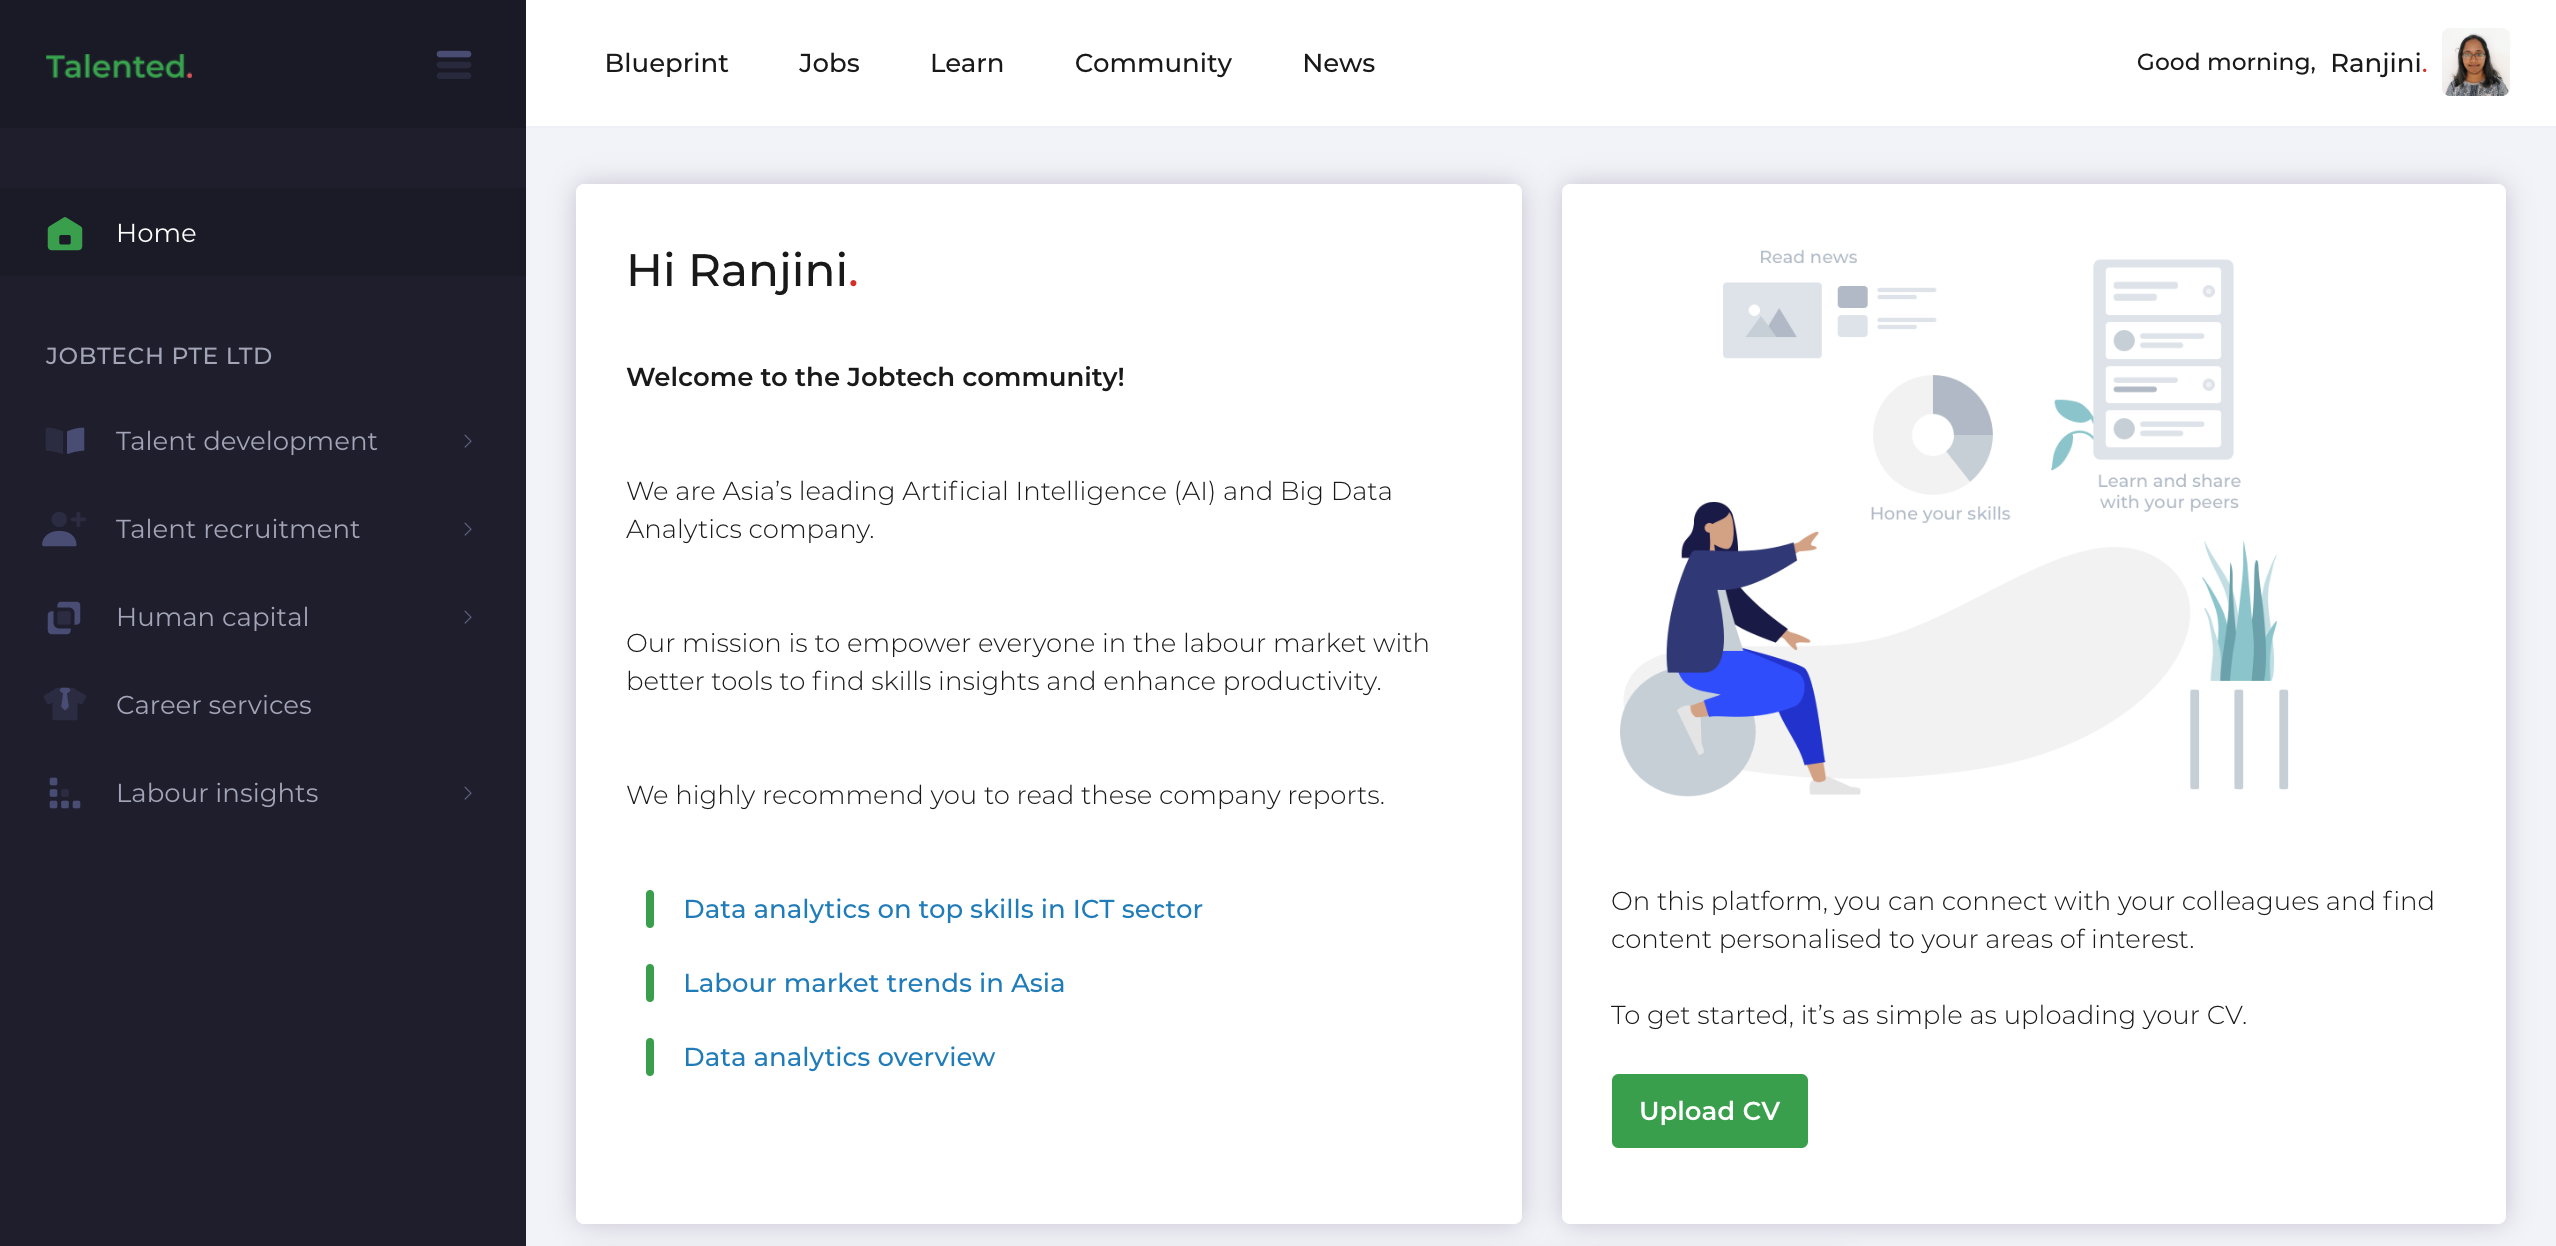 Talented.
Blueprint
Jobs
Learn
Community
News
Good morning, Ranjini.
Home
JOBTECH PTE LTD
Talent development
Talent recruitment
Human capital
Career services
Labour insights
Hi Ranjini.
Welcome to the Jobtech community!
We are Asia’s leading Artificial Intelligence (AI) and Big Data
Analytics company.
Our mission is to empower everyone in the labour market with
better tools to find skills insights and enhance productivity.
We highly recommend you to read these company reports.
Data analytics on top skills in ICT sector
Labour market trends in Asia
Data analytics overview
Read news
Hone your skills
Learn and share
with your peers
On this platform, you can connect with your colleagues and find
content personalised to your areas of interest.
To get started, it’s as simple as uploading your CV.
Upload CV